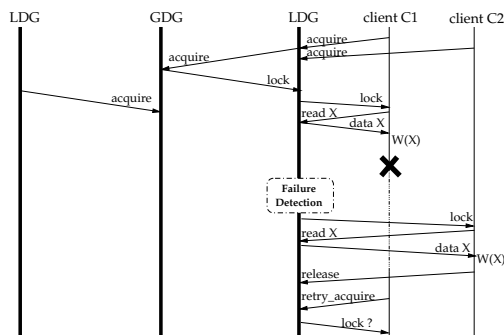 LDG GDG LDG client C1 client C2
acquire
acquire
acquire
lock
acquire
lock
read X
data X
W(X)
Failure
Detection
lock
read X
data X
W(X)
release
retry_acquire
lock ?